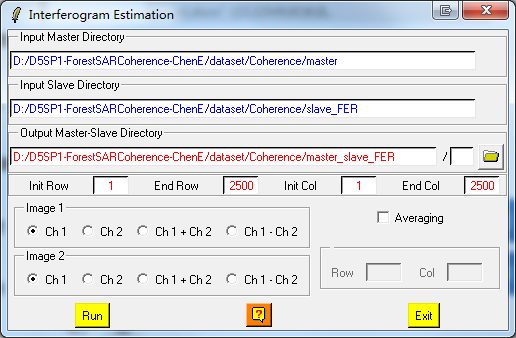 Interferogram Estimation
Input Master Directory
D:/D5SP1-ForestSARCoherence-ChenE/dataset/Coherence/master
Input Slave Directory
D:/D5SP1-ForestSARCoherence-ChenE/dataset/Coherence/slave_FER
Output Master-Slave Directory
D:/D5SP1-ForestSARCoherence-ChenE/dataset/Coherence/master_slave_FER /
Init Row 1 End Row 2500 Init Col 1 End Col 2500
Image 1
Ch 1 Ch 2 Ch 1 + Ch 2 Ch 1 - Ch 2
Averaging
Image 2
Ch 1 Ch 2 Ch 1 + Ch 2 Ch 1 - Ch 2
Row Col
Run ? Exit